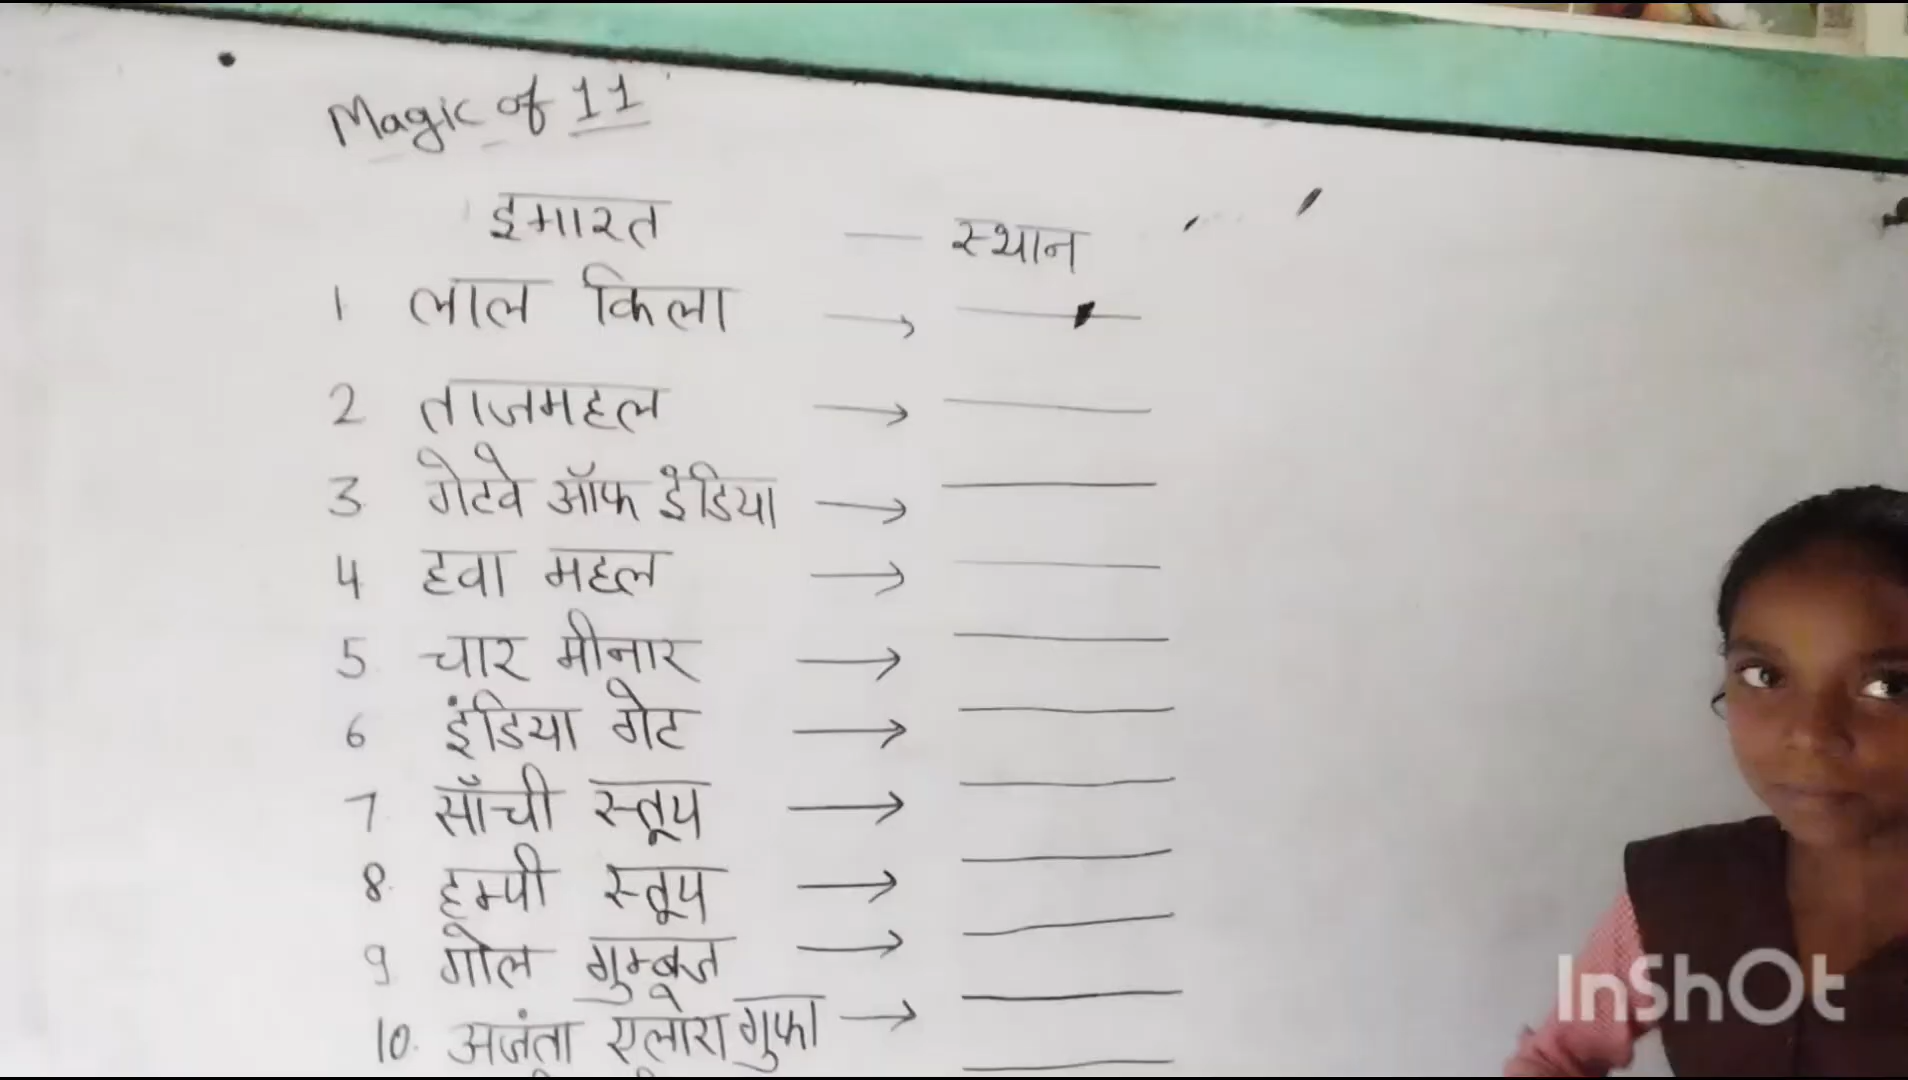 Magic of 11
इमारत — स्थान
1 लाल किला →
2 ताजमहल →
3 गेटवे ऑफ इंडिया →
4 हवा महल →
5 चार मीनार →
6 इंडिया गेट →
7 साँची स्तूप →
8. हम्पी स्तूप →
9 गोल गुम्बज →
10. अजंता एलोरा गुफा →
InShOt